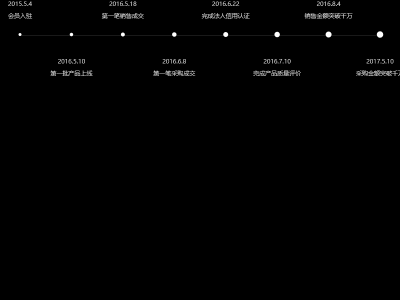 2015.5.4
会员入驻
2016.5.10
第一批产品上线
2016.5.18
第一笔销售成交
2016.6.8
第一笔采购成交
2016.6.22
完成法人信用认证
2016.7.10
完成产品质量评价
2016.8.4
销售金额突破千万
2017.5.10
采购金额突破千万